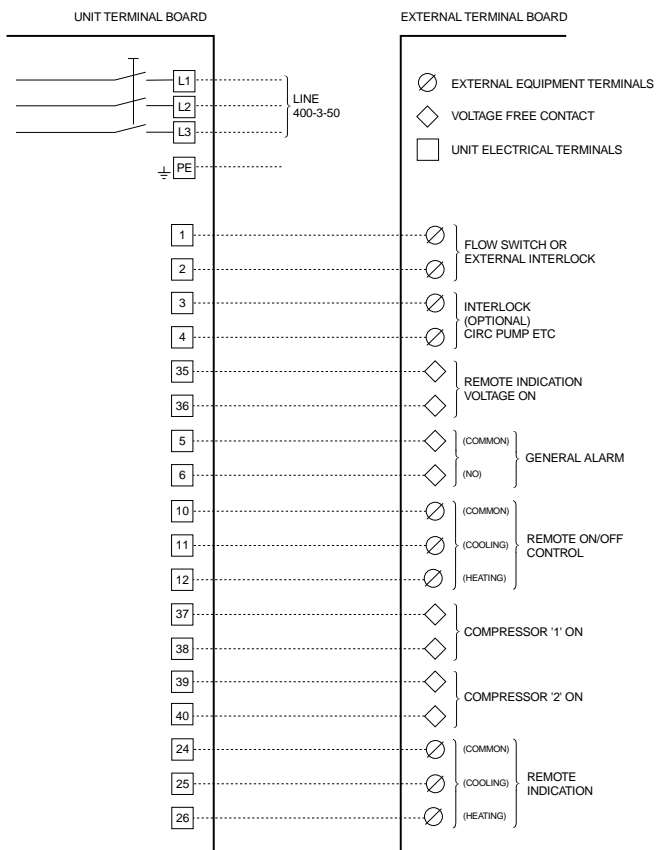 UNIT TERMINAL BOARD
EXTERNAL TERMINAL BOARD
L1
L2
L3
PE
LINE
400-3-50
EXTERNAL EQUIPMENT TERMINALS
VOLTAGE FREE CONTACT
UNIT ELECTRICAL TERMINALS
1
2
FLOW SWITCH OR
EXTERNAL INTERLOCK
3
4
INTERLOCK
(OPTIONAL)
CIRC PUMP ETC
35
36
REMOTE INDICATION
VOLTAGE ON
5
(COMMON)
6
(NO)
GENERAL ALARM
10
(COMMON)
11
(COOLING)
12
(HEATING)
REMOTE ON/OFF
CONTROL
37
38
COMPRESSOR '1' ON
39
40
COMPRESSOR '2' ON
24
(COMMON)
25
(COOLING)
26
(HEATING)
REMOTE
INDICATION